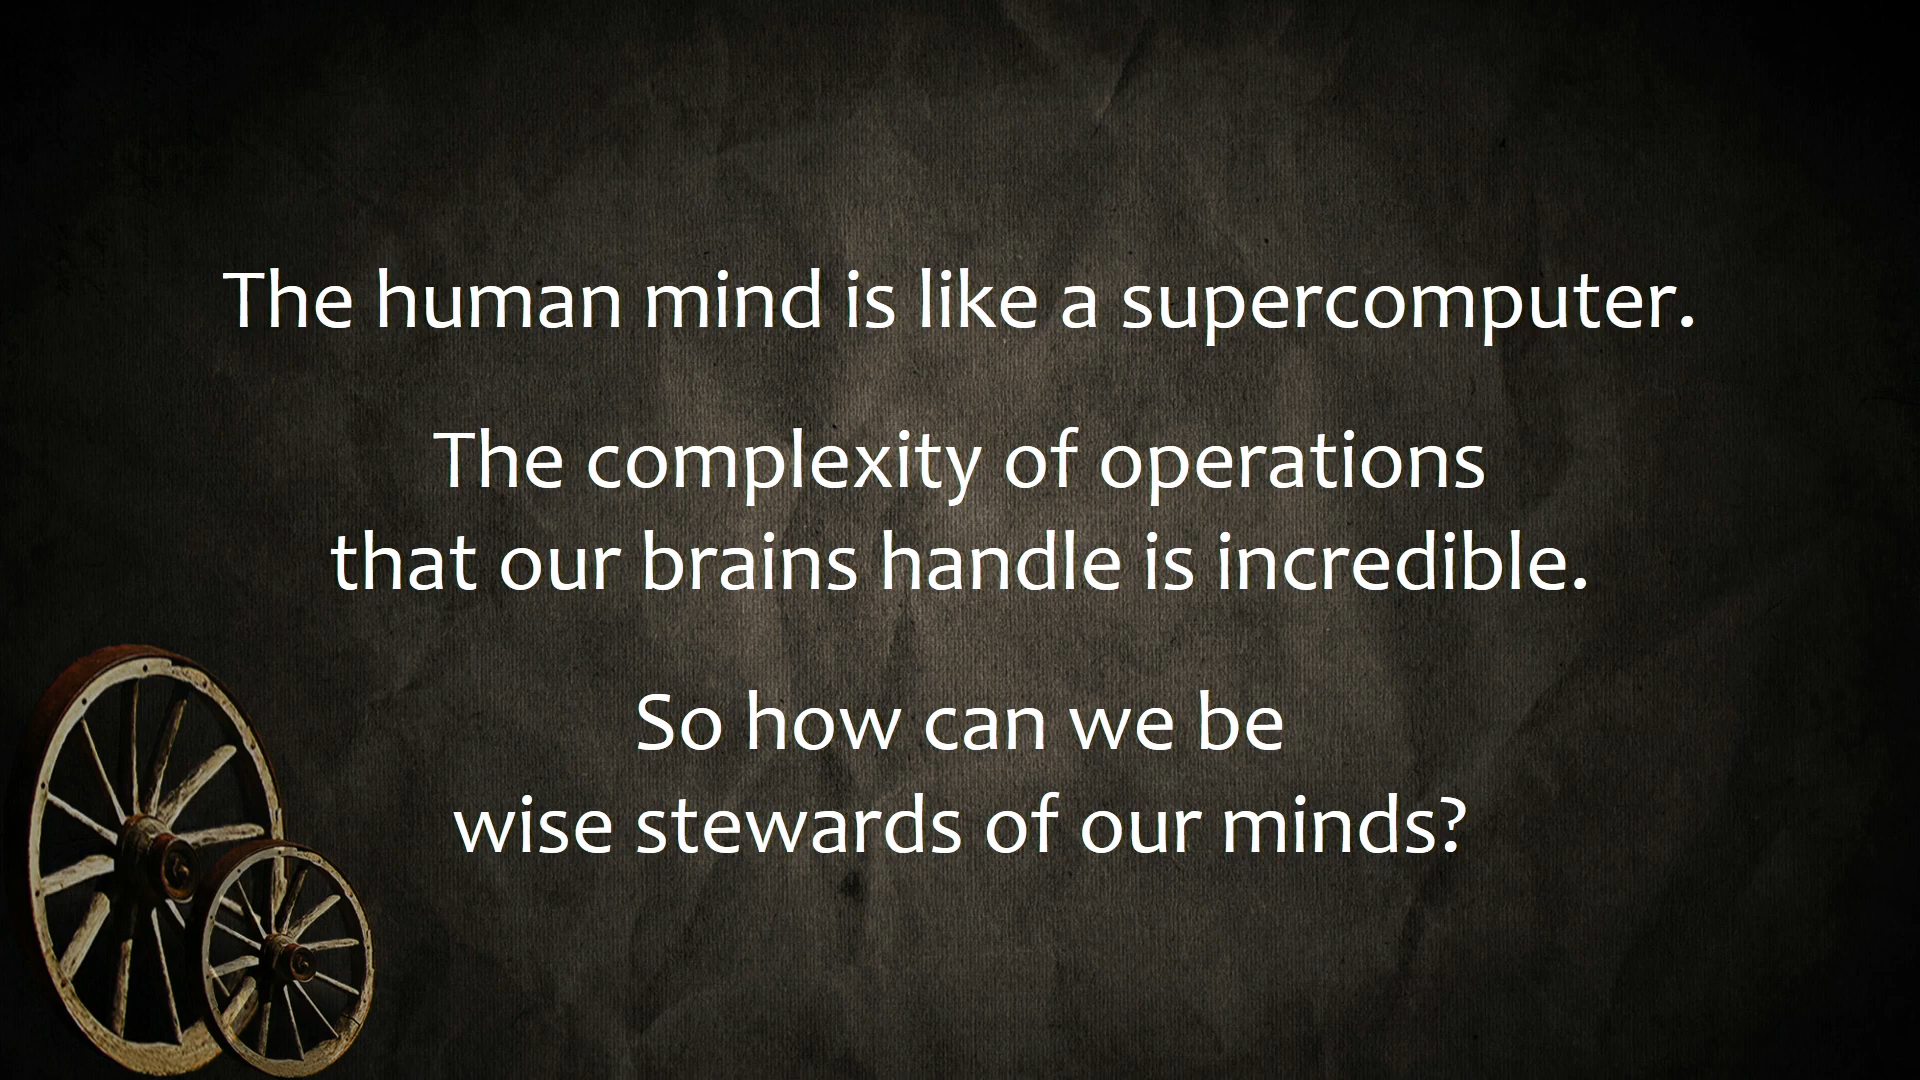 The human mind is like a supercomputer.
The complexity of operations
that our brains handle is incredible.
So how can we be
wise stewards of our minds?